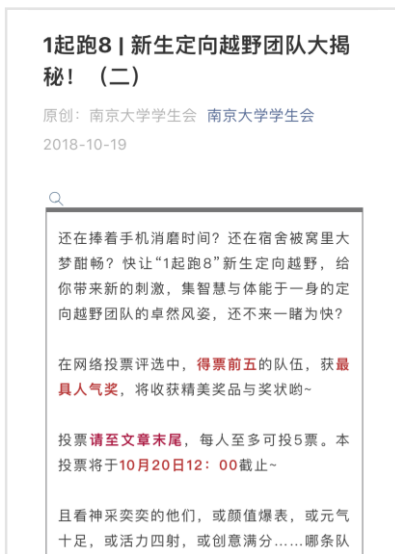 1起跑8 | 新生定向越野团队大揭
秘！（二）
原创：南京大学学生会 南京大学学生会
2018-10-19
还在捧着手机消磨时间？还在宿舍被窝里大
梦酣畅？快让“1起跑8”新生定向越野，给
你带来新的刺激，集智慧与体能于一身的定
向越野团队的卓然风姿，还不来一睹为快？
在网络投票评选中，得票前五的队伍，获最
具人气奖，将收获精美奖品与奖状哟~
投票请至文章末尾，每人至多可投5票。本
投票将于10月20日12：00截止~
且看神采奕奕的他们，或颜值爆表，或元气
十足，或活力四射，或创意满分……哪条队